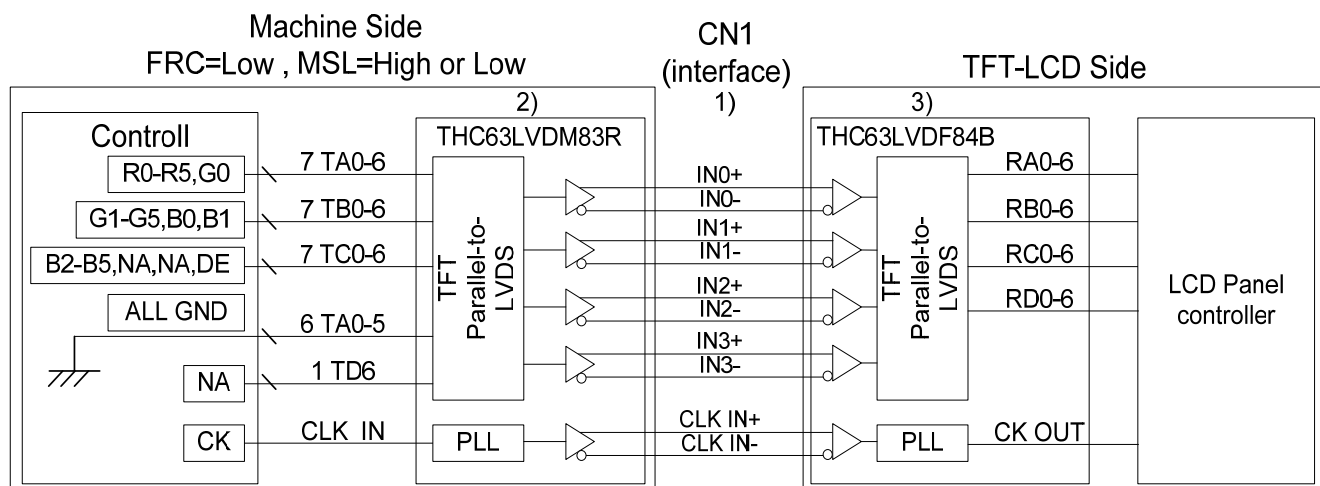 Machine Side
FRC=Low , MSL=High or Low
CN1
(interface)
1)
TFT-LCD Side
2)
3)
Controll
THC63LVDM83R
THC63LVDF84B
R0-R5,G0
7 TA0-6
G1-G5,B0,B1
7 TB0-6
B2-B5,NA,NA,DE
7 TC0-6
ALL GND
6 TA0-5
NA
1 TD6
CK
CLK IN
TFT
Parallel-to-
LVDS
PLL
IN0+
IN0-
IN1+
IN1-
IN2+
IN2-
IN3+
IN3-
CLK IN+
CLK IN-
TFT
Parallel-to-
LVDS
PLL
RA0-6
RB0-6
RC0-6
RD0-6
CK OUT
LCD Panel
controller